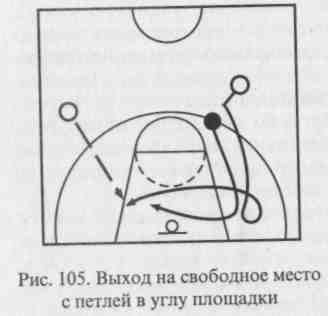 Рис. 105. Выход на свободное место
с петлей в углу площадки